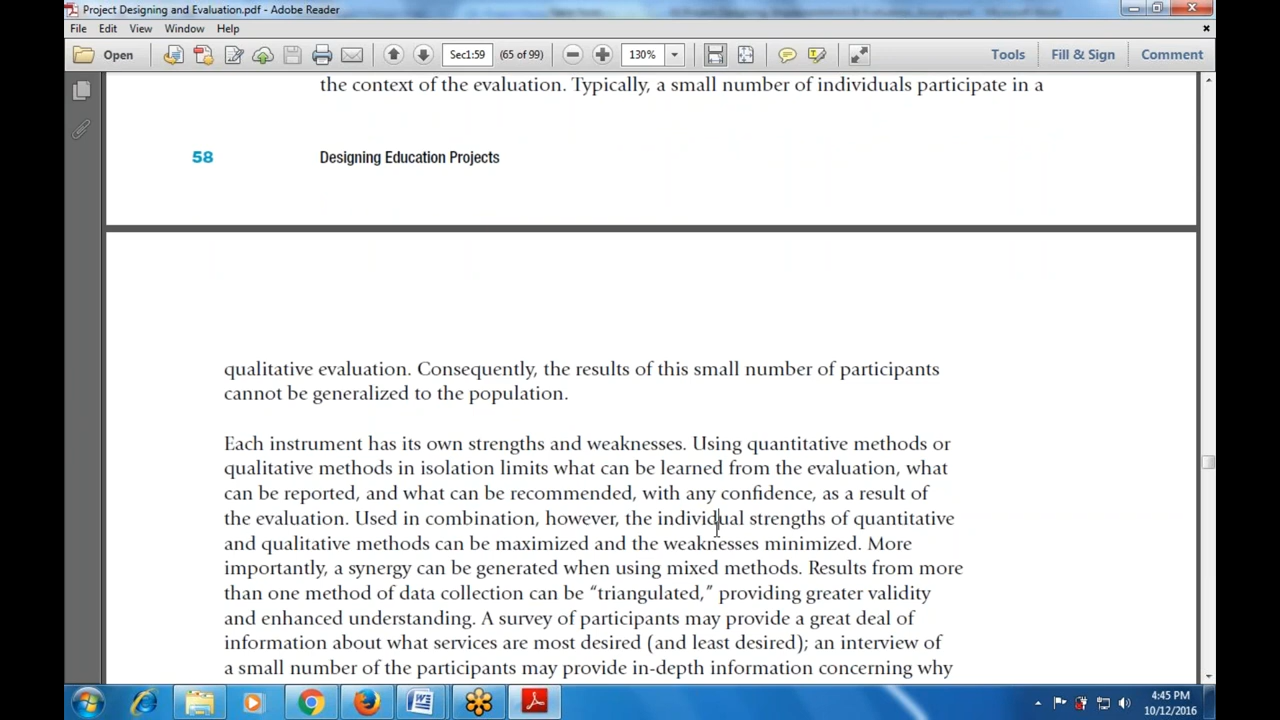 Project Designing and Evaluation.pdf - Adobe Reader
File Edit View Window Help
Open Sec1:59 (65 of 99) 130% Tools Fill & Sign Comment
the context of the evaluation. Typically, a small number of individuals participate in a
58 Designing Education Projects
qualitative evaluation. Consequently, the results of this small number of participants
cannot be generalized to the population.
Each instrument has its own strengths and weaknesses. Using quantitative methods or
qualitative methods in isolation limits what can be learned from the evaluation, what
can be reported, and what can be recommended, with any confidence, as a result of
the evaluation. Used in combination, however, the individual strengths of quantitative
and qualitative methods can be maximized and the weaknesses minimized. More
importantly, a synergy can be generated when using mixed methods. Results from more
than one method of data collection can be “triangulated,” providing greater validity
and enhanced understanding. A survey of participants may provide a great deal of
information about what services are most desired (and least desired); an interview of
a small number of the participants may provide in-depth information concerning why
4:45 PM
10/12/2016